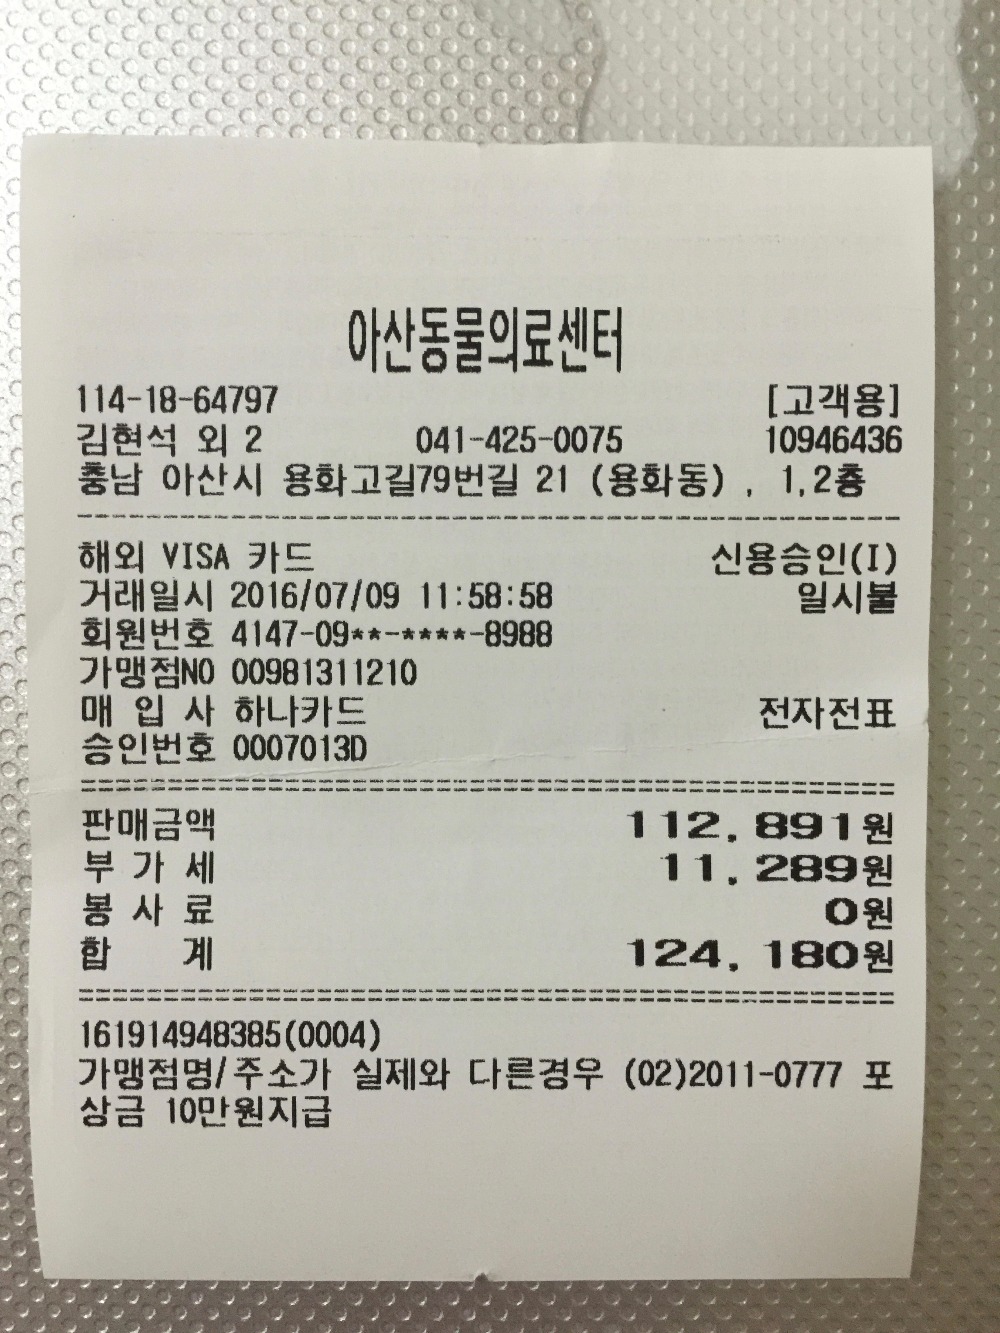 아산동물의료센터
114-18-64797 [고객용]
김현석 외 2 041-425-0075 10946436
충남 아산시 용화고길79번길 21 (용화동) , 1,2층
해외 VISA 카드 신용승인(I)
거래일시 2016/07/09 11:58:58 일시불
회원번호 4147-09**-****-8988
가맹점NO 00981311210
매 입 사 하나카드 전자전표
승인번호 0007013D
판매금액 112,891원
부 가 세 11,289원
봉 사 료 0원
합 계 124,180원
161914948385(0004)
가맹점명/주소가 실제와 다른경우 (02)2011-0777 포
상금 10만원지급